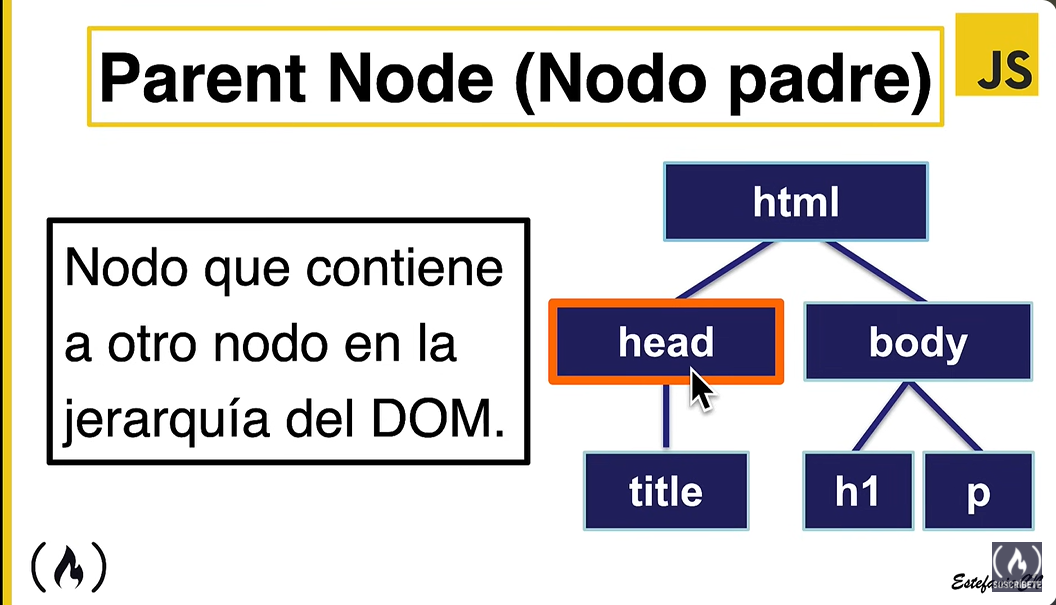 Parent Node (Nodo padre)
JS
html
Nodo que contiene
a otro nodo en la
jerarquía del DOM.
head
body
title
h1
p
SUSCRÍBETE